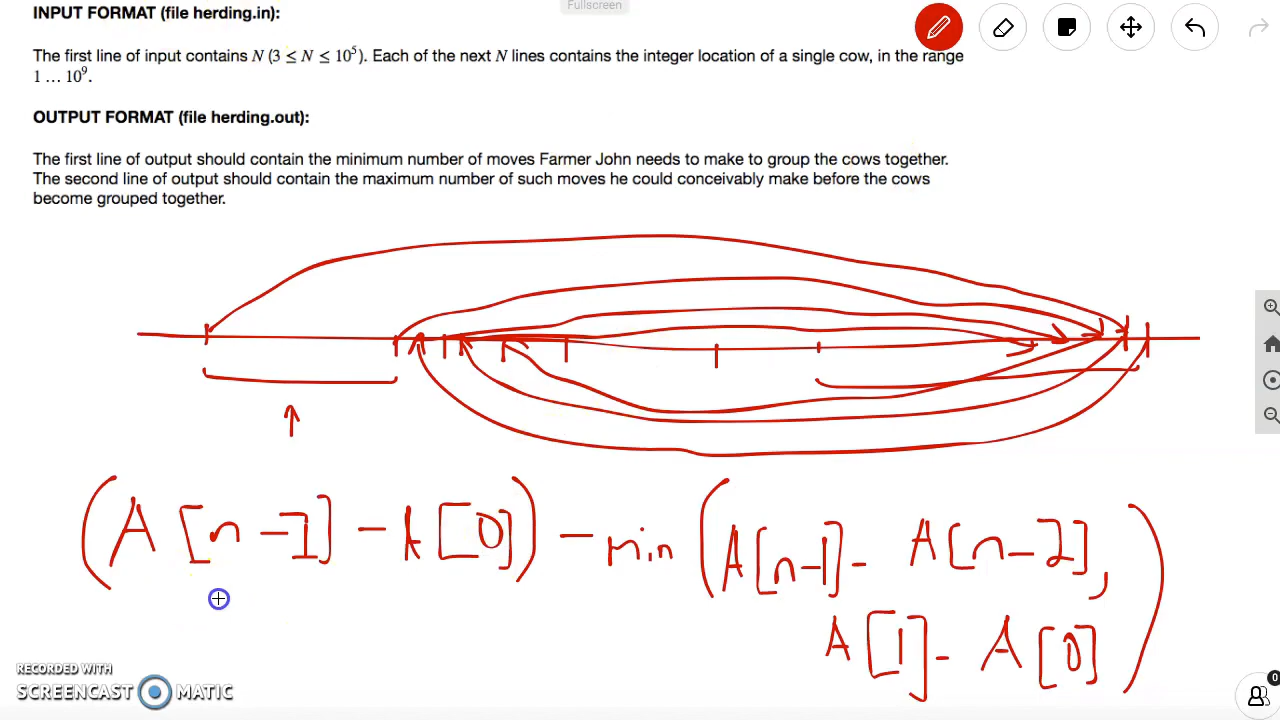 Fullscreen
INPUT FORMAT (file herding.in):
The first line of input contains N (3 ≤ N ≤ 10⁵). Each of the next N lines contains the integer location of a single cow, in the range
1 … 10⁹.
OUTPUT FORMAT (file herding.out):
The first line of output should contain the minimum number of moves Farmer John needs to make to group the cows together.
The second line of output should contain the maximum number of such moves he could conceivably make before the cows
become grouped together.
(A[n-1] - A[0]) - min (A[n-1] - A[n-2],
A[1] - A[0])
RECORDED WITH
SCREENCAST MATIC
0